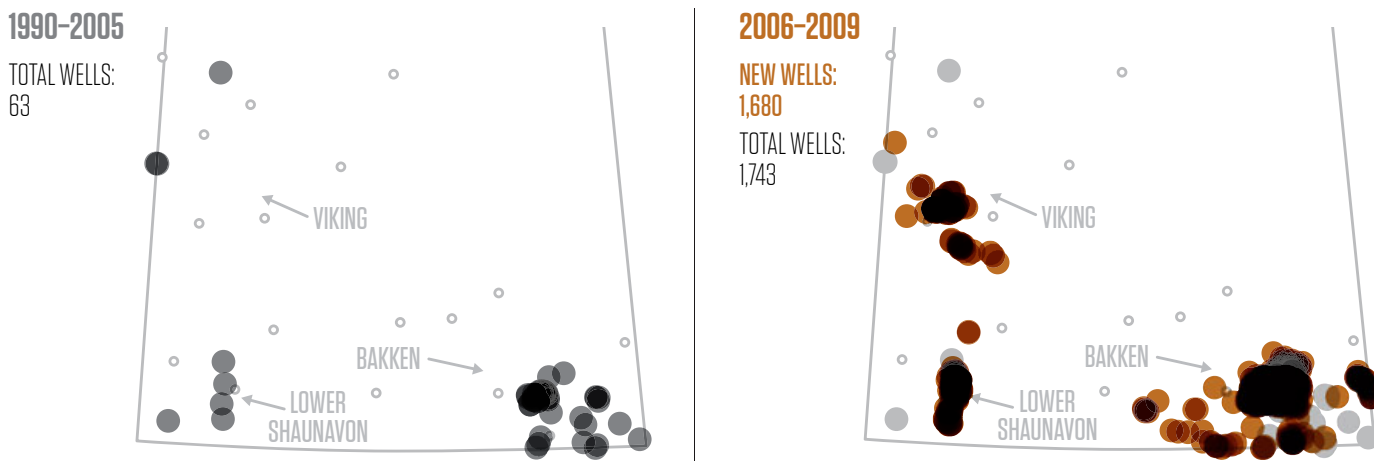 1990–2005
TOTAL WELLS:
63
VIKING
BAKKEN
LOWER
SHAUNAVON
2006–2009
NEW WELLS:
1,680
TOTAL WELLS:
1,743
VIKING
BAKKEN
LOWER
SHAUNAVON